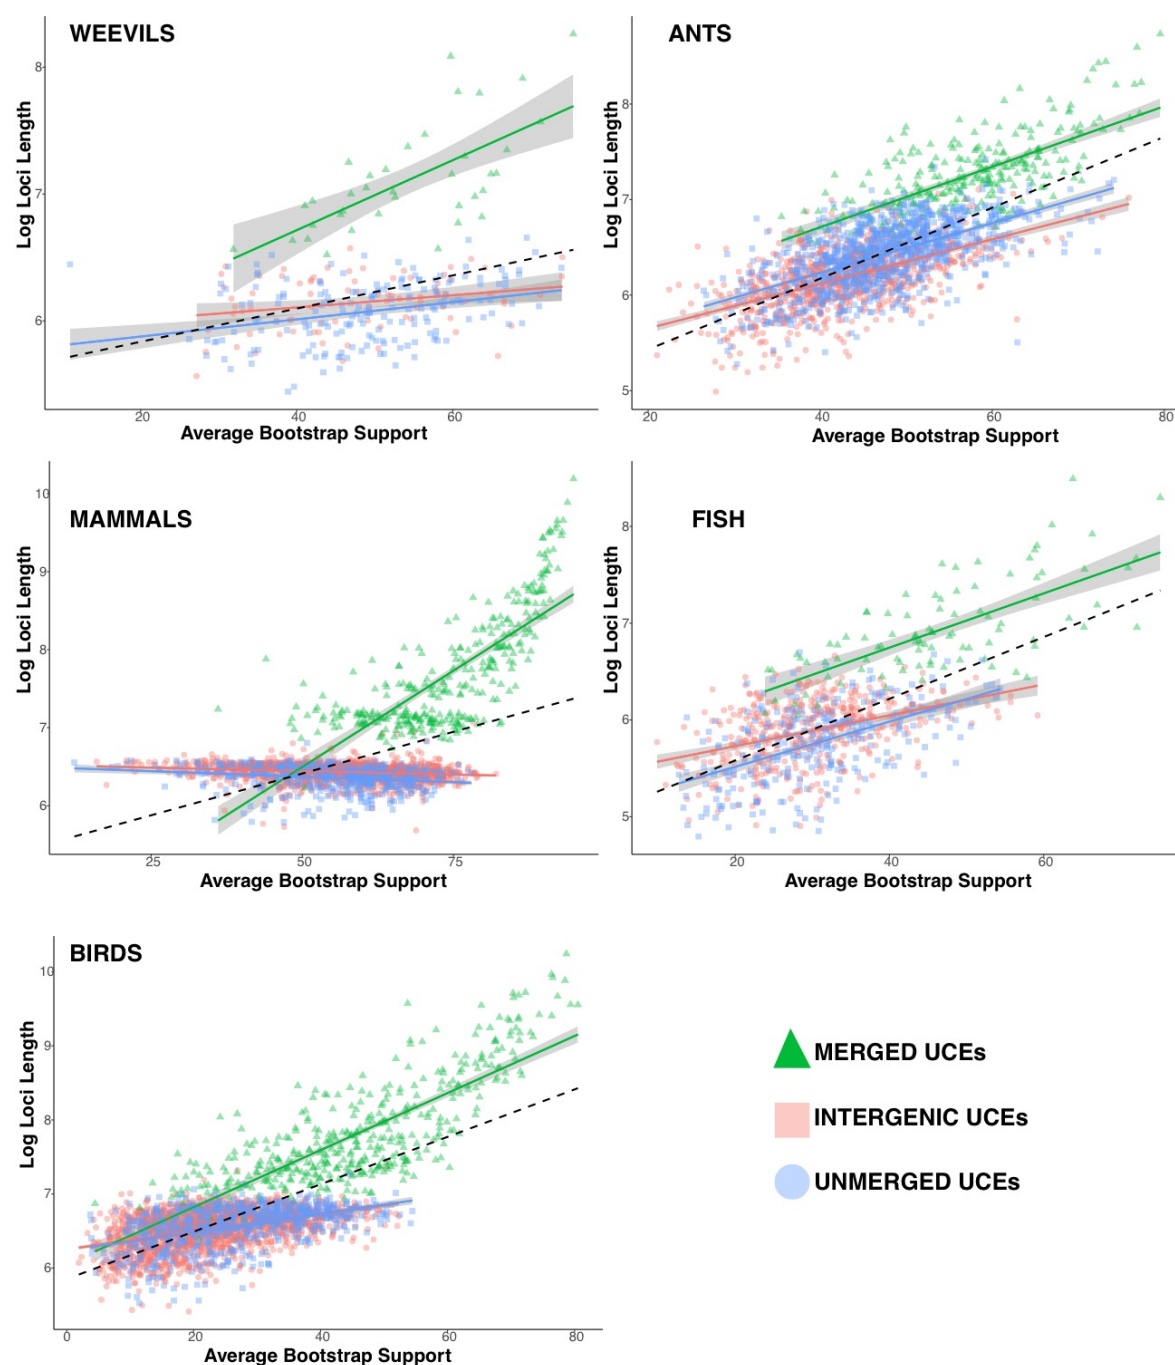 WEEVILS
8
7
6
Log Loci Length
20 40 60
Average Bootstrap Support
ANTS
8
7
6
5
Log Loci Length
20 40 60 80
Average Bootstrap Support
MAMMALS
10
9
8
7
6
Log Loci Length
25 50 75
Average Bootstrap Support
FISH
8
7
6
5
Log Loci Length
20 40 60
Average Bootstrap Support
BIRDS
10
9
8
7
6
Log Loci Length
0 20 40 60 80
Average Bootstrap Support
MERGED UCEs
INTERGENIC UCEs
UNMERGED UCEs